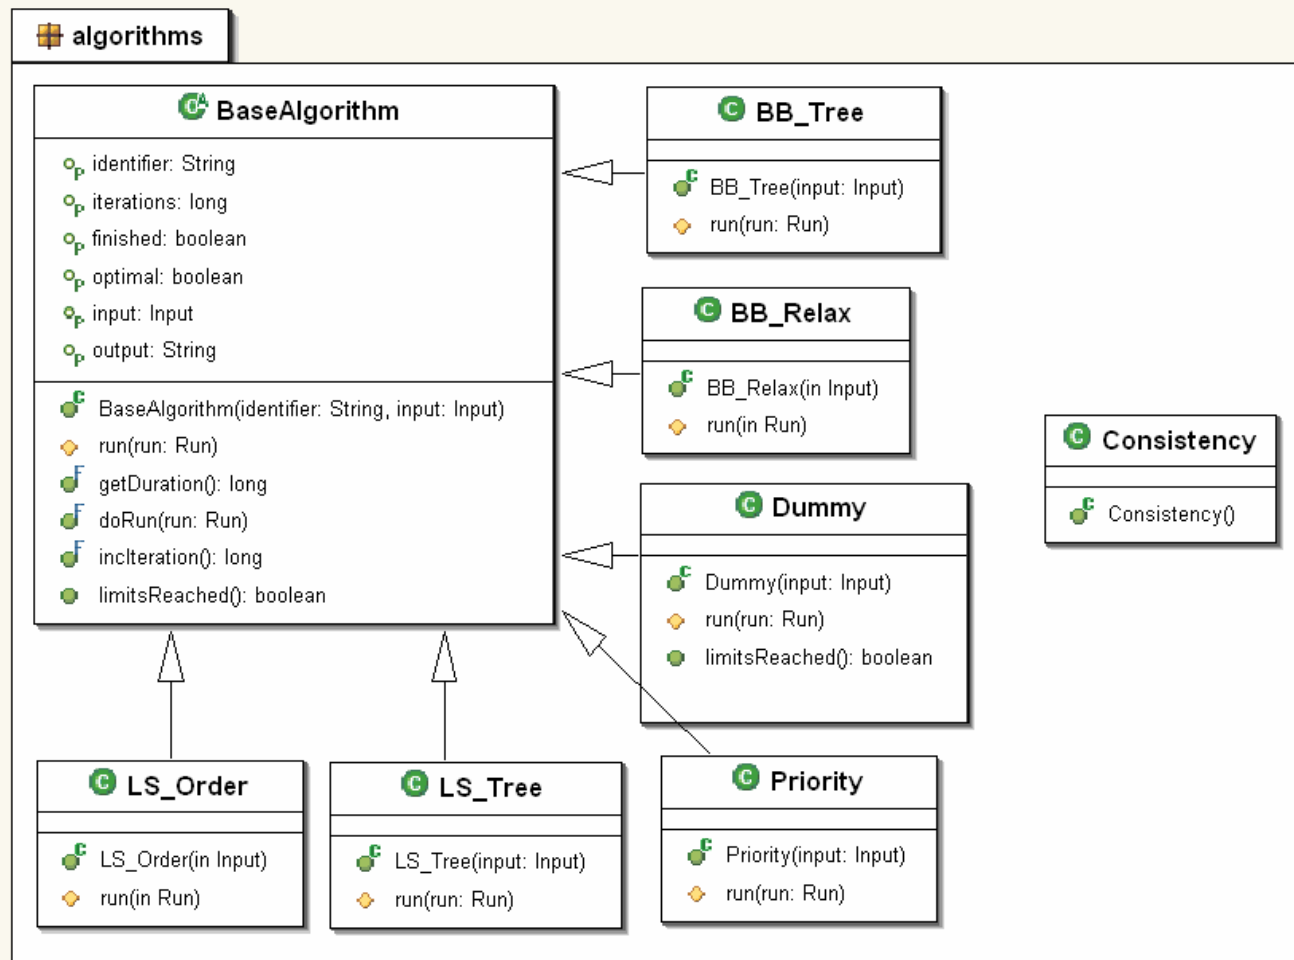 algorithms
BaseAlgorithm
identifier: String
iterations: long
finished: boolean
optimal: boolean
input: Input
output: String
BaseAlgorithm(identifier: String, input: Input)
run(run: Run)
getDuration(): long
doRun(run: Run)
incIteration(): long
limitsReached(): boolean
BB_Tree
BB_Tree(input: Input)
run(run: Run)
BB_Relax
BB_Relax(in Input)
run(in Run)
Dummy
Dummy(input: Input)
run(run: Run)
limitsReached(): boolean
Consistency
Consistency()
LS_Order
LS_Order(in Input)
run(in Run)
LS_Tree
LS_Tree(input: Input)
run(run: Run)
Priority
Priority(input: Input)
run(run: Run)